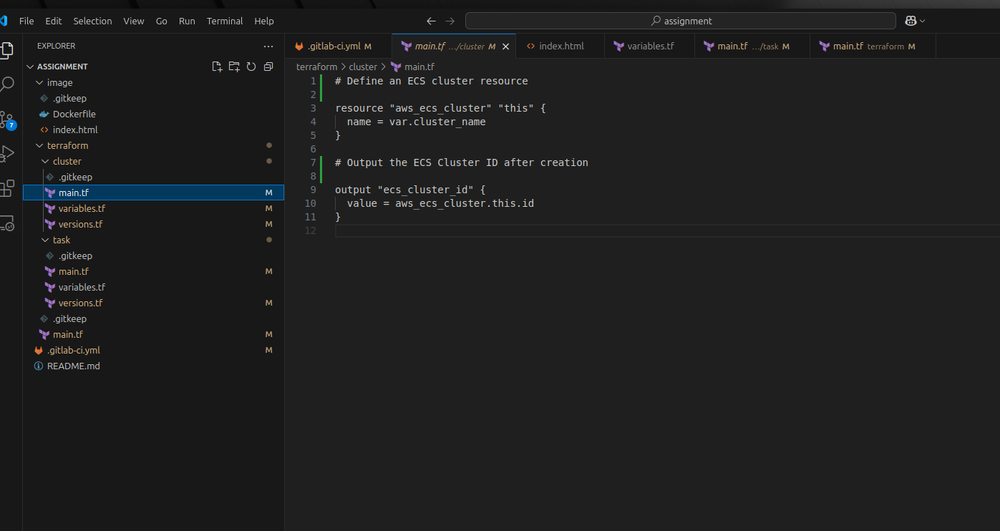 File Edit Selection View Go Run Terminal Help
assignment
EXPLORER
.gitlab-ci.yml M
main.tf .../cluster M
index.html
variables.tf
main.tf .../task M
main.tf terraform M
ASSIGNMENT
terraform > cluster > main.tf
image
.gitkeep
Dockerfile
index.html
terraform
cluster
.gitkeep
main.tf M
variables.tf M
versions.tf M
task
.gitkeep
main.tf M
variables.tf
versions.tf M
.gitkeep
main.tf M
.gitlab-ci.yml M
README.md
7
1 # Define an ECS cluster resource
2
3 resource "aws_ecs_cluster" "this" {
4 name = var.cluster_name
5 }
6
7 # Output the ECS Cluster ID after creation
8
9 output "ecs_cluster_id" {
10 value = aws_ecs_cluster.this.id
11 }
12